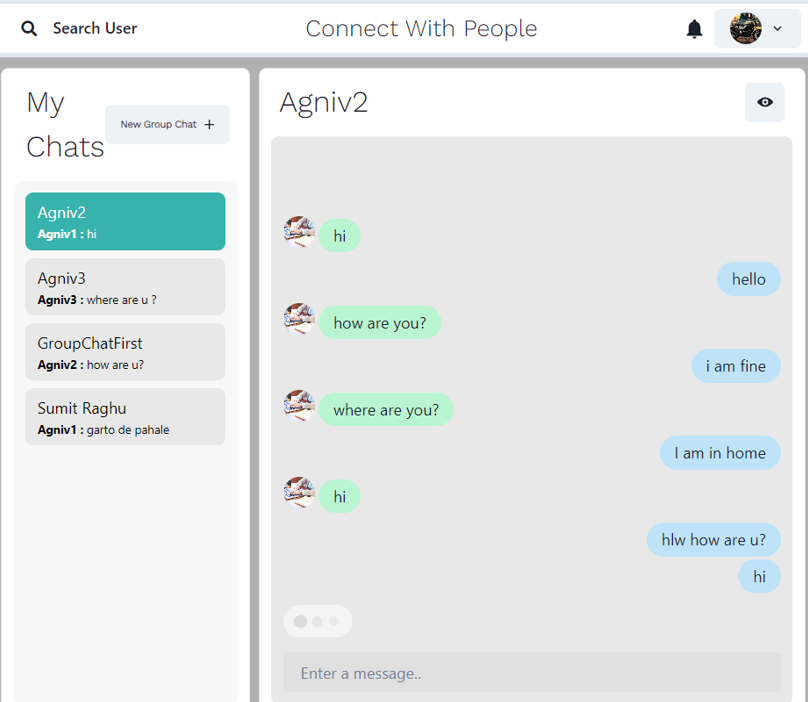 Search User
Connect With People
My
Chats
New Group Chat +
Agniv2
Agniv1 : hi
Agniv3
Agniv3 : where are u ?
GroupChatFirst
Agniv2 : how are u?
Sumit Raghu
Agniv1 : garto de pahale
Agniv2
hi
hello
how are you?
i am fine
where are you?
I am in home
hi
hlw how are u?
hi
Enter a message..